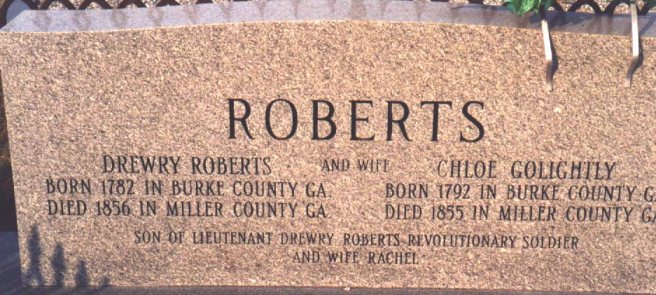 ROBERTS
DREWRY ROBERTS AND WIFE CHLOE GOLIGHTLY
BORN 1782 IN BURKE COUNTY GA BORN 1792 IN BURKE COUNTY GA
DIED 1856 IN MILLER COUNTY GA DIED 1855 IN MILLER COUNTY GA
SON OF LIEUTENANT DREWRY ROBERTS REVOLUTIONARY SOLDIER
AND WIFE RACHEL